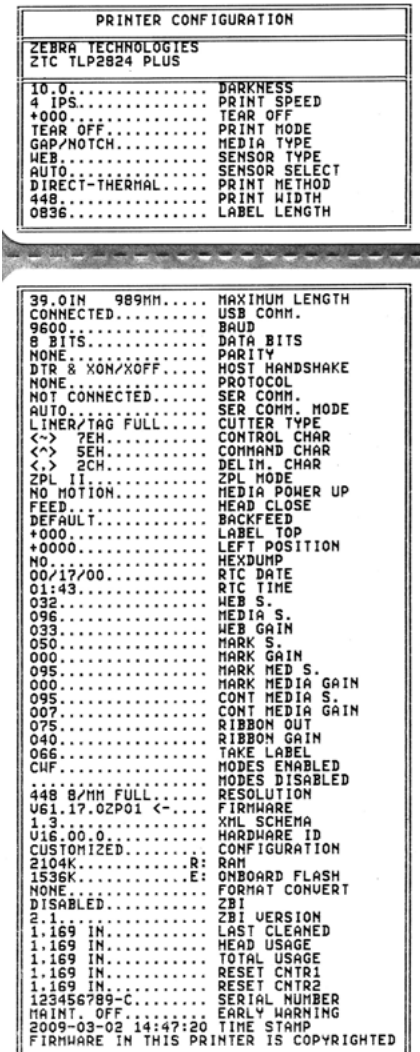 PRINTER CONFIGURATION
ZEBRA TECHNOLOGIES
ZTC TLP2824 PLUS
10.0............... DARKNESS
4 IPS.............. PRINT SPEED
+000............... TEAR OFF
TEAR OFF........... PRINT MODE
GAP/NOTCH.......... MEDIA TYPE
WEB................ SENSOR TYPE
AUTO............... SENSOR SELECT
DIRECT-THERMAL..... PRINT METHOD
448................ PRINT WIDTH
0836............... LABEL LENGTH
39.0IN   989MM..... MAXIMUM LENGTH
CONNECTED.......... USB COMM.
9600............... BAUD
8 BITS............. DATA BITS
NONE............... PARITY
DTR & XON/XOFF..... HOST HANDSHAKE
NONE............... PROTOCOL
NOT CONNECTED...... SER COMM.
AUTO............... SER COMM. MODE
LINER/TAG FULL..... CUTTER TYPE
<~>  7EH........... CONTROL CHAR
<^>  5EH........... COMMAND CHAR
<,>  2CH........... DELIM. CHAR
ZPL II............. ZPL MODE
NO MOTION.......... MEDIA POWER UP
FEED............... HEAD CLOSE
DEFAULT............ BACKFEED
+000............... LABEL TOP
+0000.............. LEFT POSITION
NO................. HEXDUMP
00/17/00........... RTC DATE
01:43.............. RTC TIME
032................ WEB S.
096................ MEDIA S.
033................ WEB GAIN
050................ MARK S.
000................ MARK GAIN
095................ MARK MED S.
000................ MARK MEDIA GAIN
095................ CONT MEDIA S.
007................ CONT MEDIA GAIN
075................ RIBBON OUT
040................ RIBBON GAIN
066................ TAKE LABEL
CWF................ MODES ENABLED
................... MODES DISABLED
448 8/MM FULL...... RESOLUTION
V61.17.0ZP01 <-.... FIRMWARE
1.3................ XML SCHEMA
V16.00.0........... HARDWARE ID
CUSTOMIZED......... CONFIGURATION
2104K............R: RAM
1536K............E: ONBOARD FLASH
NONE............... FORMAT CONVERT
DISABLED........... ZBI
2.1................ ZBI VERSION
1,169 IN........... LAST CLEANED
1,169 IN........... HEAD USAGE
1,169 IN........... TOTAL USAGE
1,169 IN........... RESET CNTR1
1,169 IN........... RESET CNTR2
123456789-C........ SERIAL NUMBER
MAINT. OFF......... EARLY WARNING
2009-03-02 14:47:20 TIME STAMP
FIRMWARE IN THIS PRINTER IS COPYRIGHTED